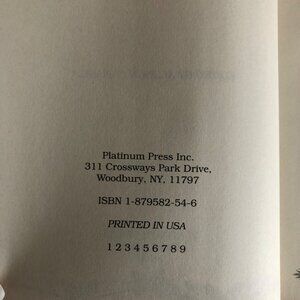 Platinum Press Inc.
311 Crossways Park Drive,
Woodbury, NY, 11797
ISBN 1-879582-54-6
PRINTED IN USA
1 2 3 4 5 6 7 8 9